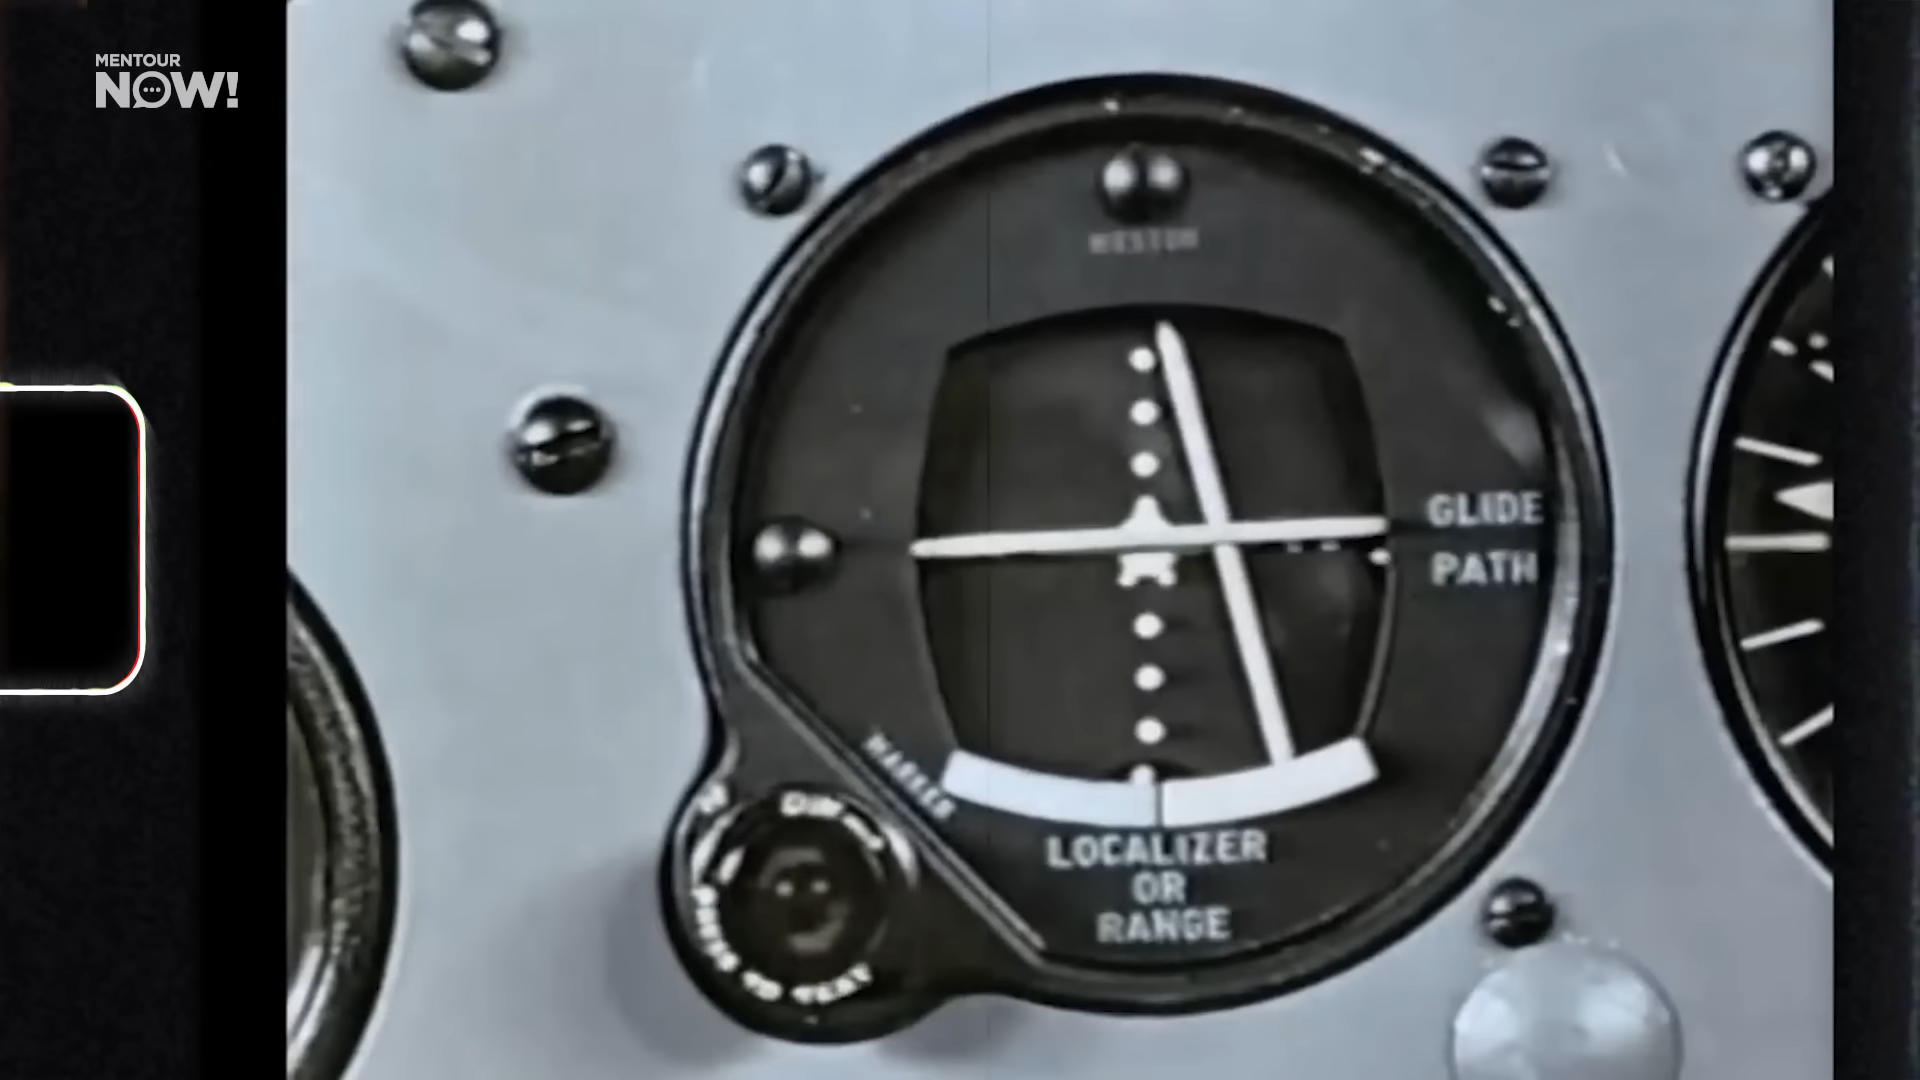 MENTOUR
NOW!
WESTON
GLIDE
PATH
MARKER
DIM
PRESS TO TEST
LOCALIZER
OR
RANGE